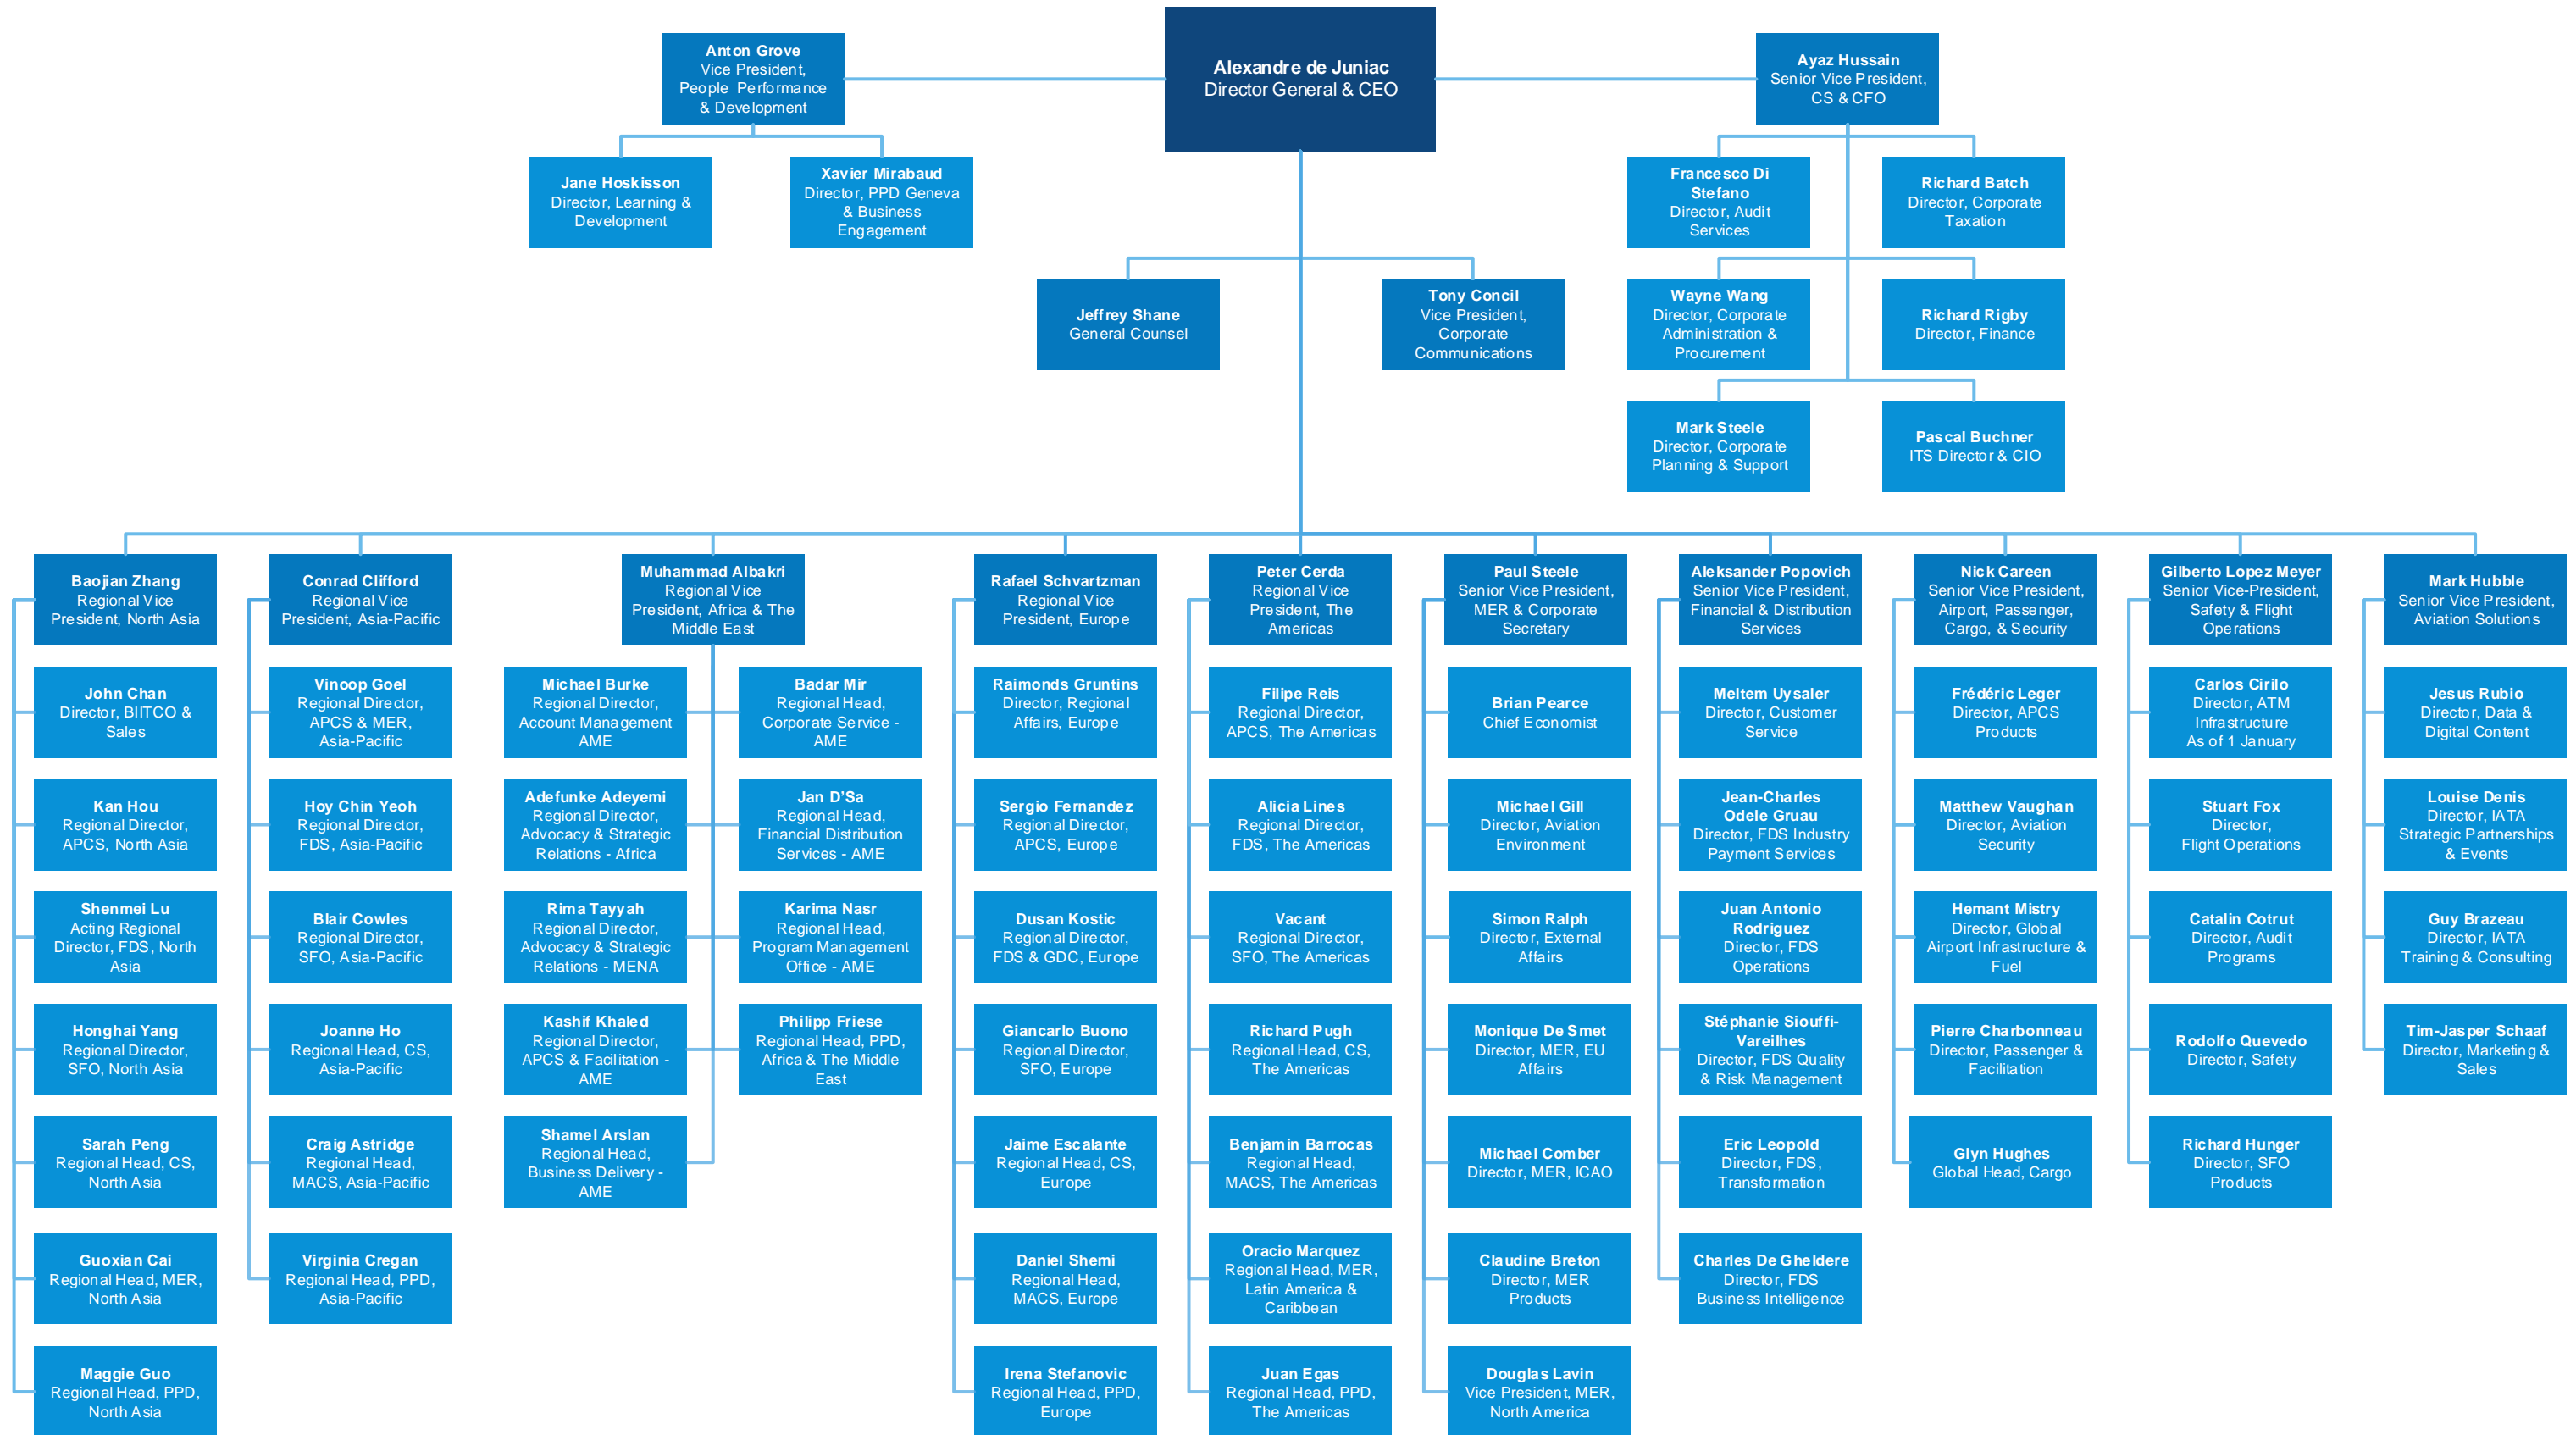 Anton Grove
Vice President,
People Performance
& Development
Alexandre de Juniac
Director General & CEO
Ayaz Hussain
Senior Vice President,
CS & CFO
Jane Hoskisson
Director, Learning &
Development
Xavier Mirabaud
Director, PPD Geneva
& Business
Engagement
Francesco Di
Stefano
Director, Audit
Services
Richard Batch
Director, Corporate
Taxation
Jeffrey Shane
General Counsel
Tony Concil
Vice President,
Corporate
Communications
Wayne Wang
Director, Corporate
Administration &
Procurement
Richard Rigby
Director, Finance
Mark Steele
Director, Corporate
Planning & Support
Pascal Buchner
ITS Director & CIO
Baojian Zhang
Regional Vice
President, North Asia
John Chan
Director, BIITCO &
Sales
Kan Hou
Regional Director,
APCS, North Asia
Shenmei Lu
Acting Regional
Director, FDS, North
Asia
Honghai Yang
Regional Director,
SFO, North Asia
Sarah Peng
Regional Head, CS,
North Asia
Guoxian Cai
Regional Head, MER,
North Asia
Maggie Guo
Regional Head, PPD,
North Asia
Conrad Clifford
Regional Vice
President, Asia-Pacific
Vinoop Goel
Regional Director,
APCS & MER,
Asia-Pacific
Hoy Chin Yeoh
Regional Director,
FDS, Asia-Pacific
Blair Cowles
Regional Director,
SFO, Asia-Pacific
Joanne Ho
Regional Head, CS,
Asia-Pacific
Craig Astridge
Regional Head,
MACS, Asia-Pacific
Virginia Cregan
Regional Head, PPD,
Asia-Pacific
Muhammad Albakri
Regional Vice
President, Africa & The
Middle East
Michael Burke
Regional Director,
Account Management
AME
Adefunke Adeyemi
Regional Director,
Advocacy & Strategic
Relations - Africa
Rima Tayyah
Regional Director,
Advocacy & Strategic
Relations - MENA
Kashif Khaled
Regional Director,
APCS & Facilitation -
AME
Shamel Arslan
Regional Head,
Business Delivery -
AME
Badar Mir
Regional Head,
Corporate Service -
AME
Jan D’Sa
Regional Head,
Financial Distribution
Services - AME
Karima Nasr
Regional Head,
Program Management
Office - AME
Philipp Friese
Regional Head, PPD,
Africa & The Middle
East
Rafael Schvartzman
Regional Vice
President, Europe
Raimonds Gruntins
Director, Regional
Affairs, Europe
Sergio Fernandez
Regional Director,
APCS, Europe
Dusan Kostic
Regional Director,
FDS & GDC, Europe
Giancarlo Buono
Regional Director,
SFO, Europe
Jaime Escalante
Regional Head, CS,
Europe
Daniel Shemi
Regional Head,
MACS, Europe
Irena Stefanovic
Regional Head, PPD,
Europe
Peter Cerda
Regional Vice
President, The
Americas
Filipe Reis
Regional Director,
APCS, The Americas
Alicia Lines
Regional Director,
FDS, The Americas
Vacant
Regional Director,
SFO, The Americas
Richard Pugh
Regional Head, CS,
The Americas
Benjamin Barrocas
Regional Head,
MACS, The Americas
Oracio Marquez
Regional Head, MER,
Latin America &
Caribbean
Juan Egas
Regional Head, PPD,
The Americas
Paul Steele
Senior Vice President,
MER & Corporate
Secretary
Brian Pearce
Chief Economist
Michael Gill
Director, Aviation
Environment
Simon Ralph
Director, External
Affairs
Monique De Smet
Director, MER, EU
Affairs
Michael Comber
Director, MER, ICAO
Claudine Breton
Director, MER
Products
Douglas Lavin
Vice President, MER,
North America
Aleksander Popovich
Senior Vice President,
Financial & Distribution
Services
Meltem Uysaler
Director, Customer
Service
Jean-Charles
Odele Gruau
Director, FDS Industry
Payment Services
Juan Antonio
Rodriguez
Director, FDS
Operations
Stéphanie Siouffi-
Vareilhes
Director, FDS Quality
& Risk Management
Eric Leopold
Director, FDS,
Transformation
Charles De Gheldere
Director, FDS
Business Intelligence
Nick Careen
Senior Vice President,
Airport, Passenger,
Cargo, & Security
Frédéric Leger
Director, APCS
Products
Matthew Vaughan
Director, Aviation
Security
Hemant Mistry
Director, Global
Airport Infrastructure &
Fuel
Pierre Charbonneau
Director, Passenger &
Facilitation
Glyn Hughes
Global Head, Cargo
Gilberto Lopez Meyer
Senior Vice-President,
Safety & Flight
Operations
Carlos Cirilo
Director, ATM
Infrastructure
As of 1 January
Stuart Fox
Director,
Flight Operations
Catalin Cotrut
Director, Audit
Programs
Rodolfo Quevedo
Director, Safety
Richard Hunger
Director, SFO
Products
Mark Hubble
Senior Vice President,
Aviation Solutions
Jesus Rubio
Director, Data &
Digital Content
Louise Denis
Director, IATA
Strategic Partnerships
& Events
Guy Brazeau
Director, IATA
Training & Consulting
Tim-Jasper Schaaf
Director, Marketing &
Sales